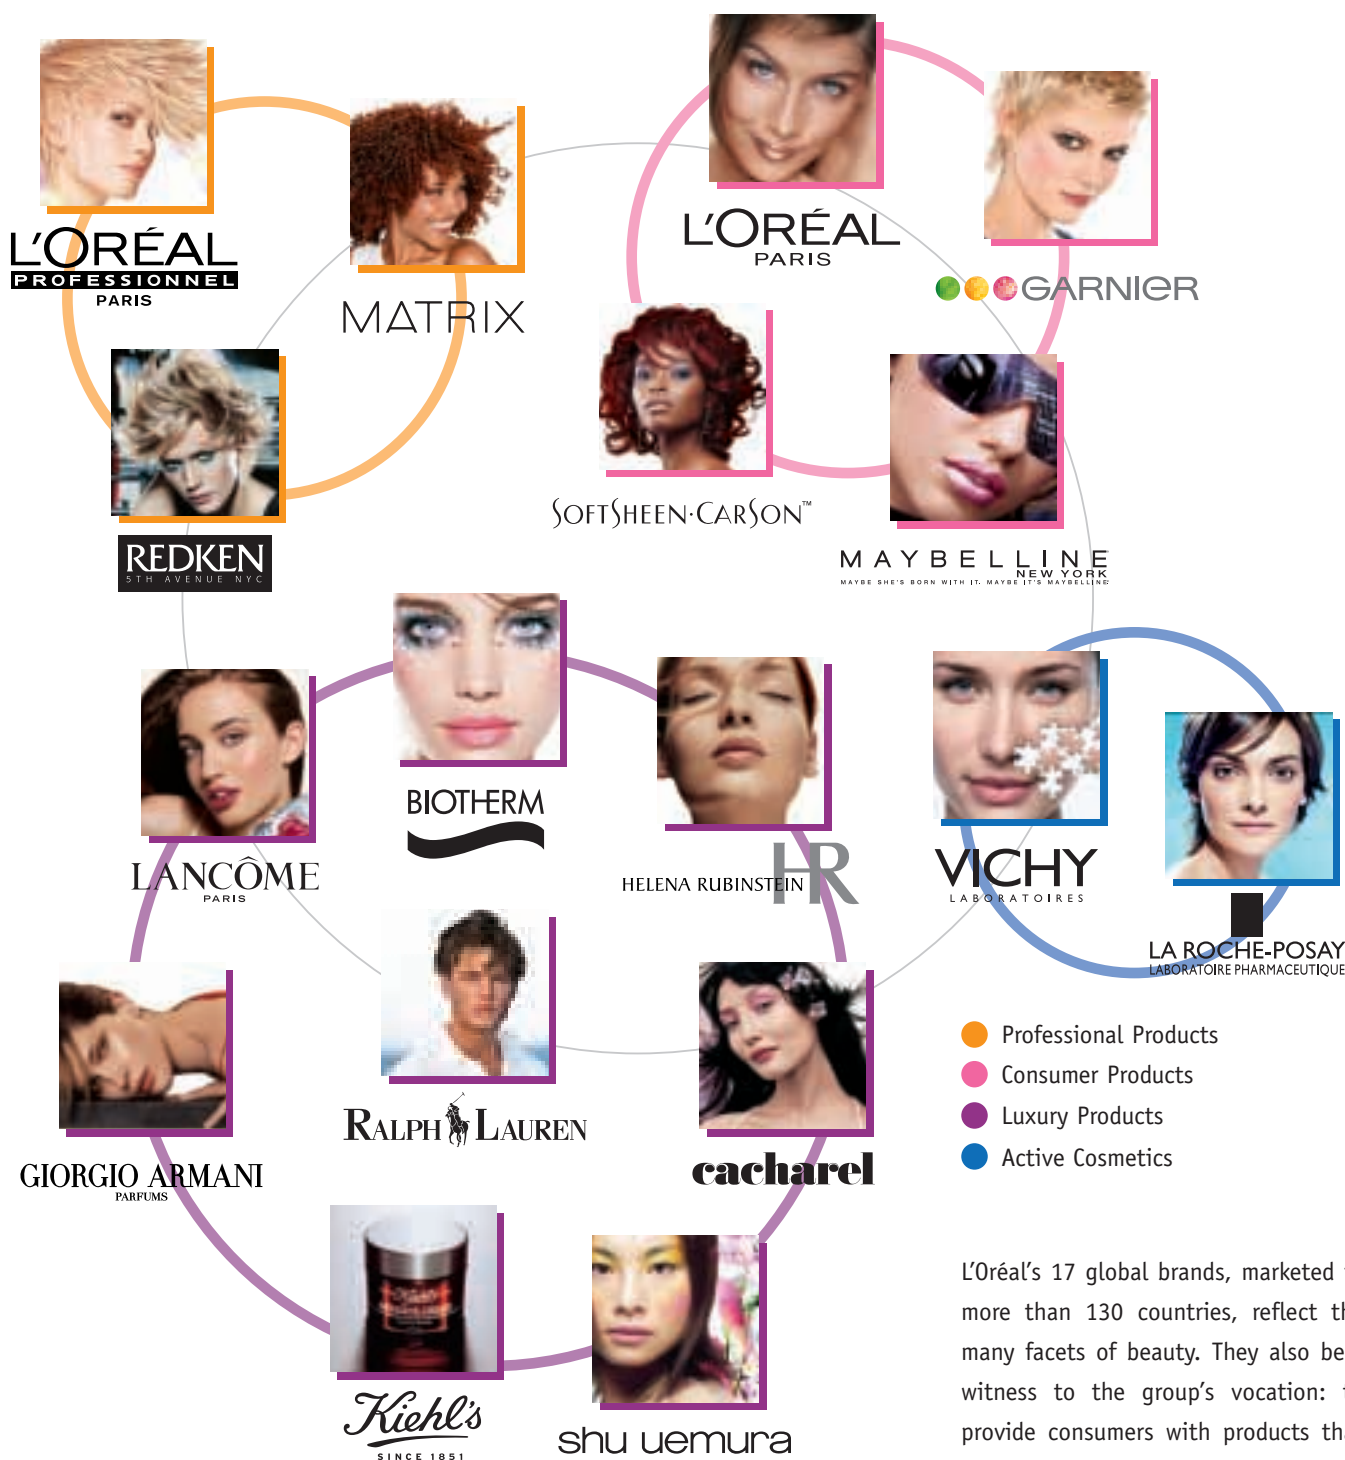 L'ORÉAL
PROFESSIONNEL
PARIS
MATRIX
REDKEN
5TH AVENUE NYC
L'ORÉAL
PARIS
GARNIER
SOFTSHEEN·CARSON™
MAYBELLINE
NEW YORK
MAYBE SHE'S BORN WITH IT. MAYBE IT'S MAYBELLINE
LANCÔME
PARIS
BIOTHERM
HELENA RUBINSTEIN HR
VICHY
LABORATOIRES
LA ROCHE-POSAY
LABORATOIRE PHARMACEUTIQUE
GIORGIO ARMANI
PARFUMS
RALPH LAUREN
cacharel
Kiehl's
SINCE 1851
shu uemura
Professional Products
Consumer Products
Luxury Products
Active Cosmetics
L'Oréal's 17 global brands, marketed
more than 130 countries, reflect
many facets of beauty. They also
witness to the group's vocation:
provide consumers with products